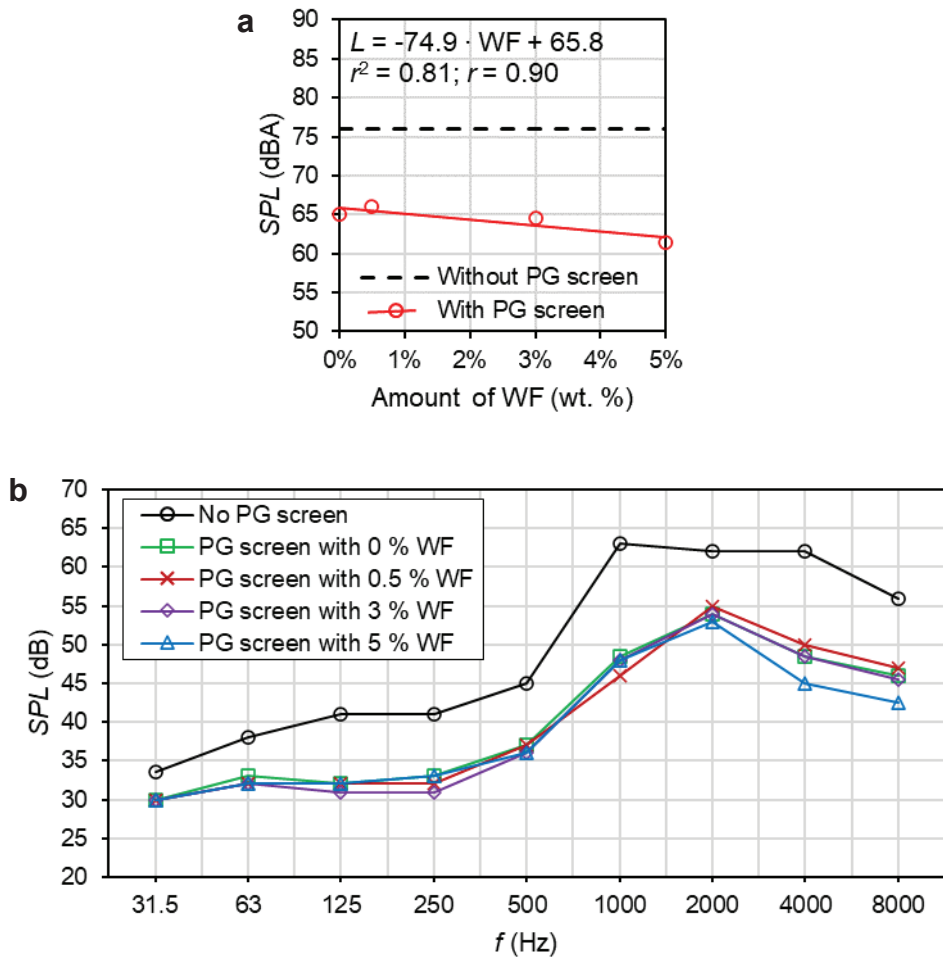 a
L = -74.9 · WF + 65.8
r² = 0.81; r = 0.90
90
85
80
75
70
65
60
55
50
SPL (dBA)
Without PG screen
With PG screen
0% 1% 2% 3% 4% 5%
Amount of WF (wt. %)
b
70
65
60
55
50
45
40
35
30
25
20
SPL (dB)
No PG screen
PG screen with 0 % WF
PG screen with 0.5 % WF
PG screen with 3 % WF
PG screen with 5 % WF
31.5 63 125 250 500 1000 2000 4000 8000
f (Hz)